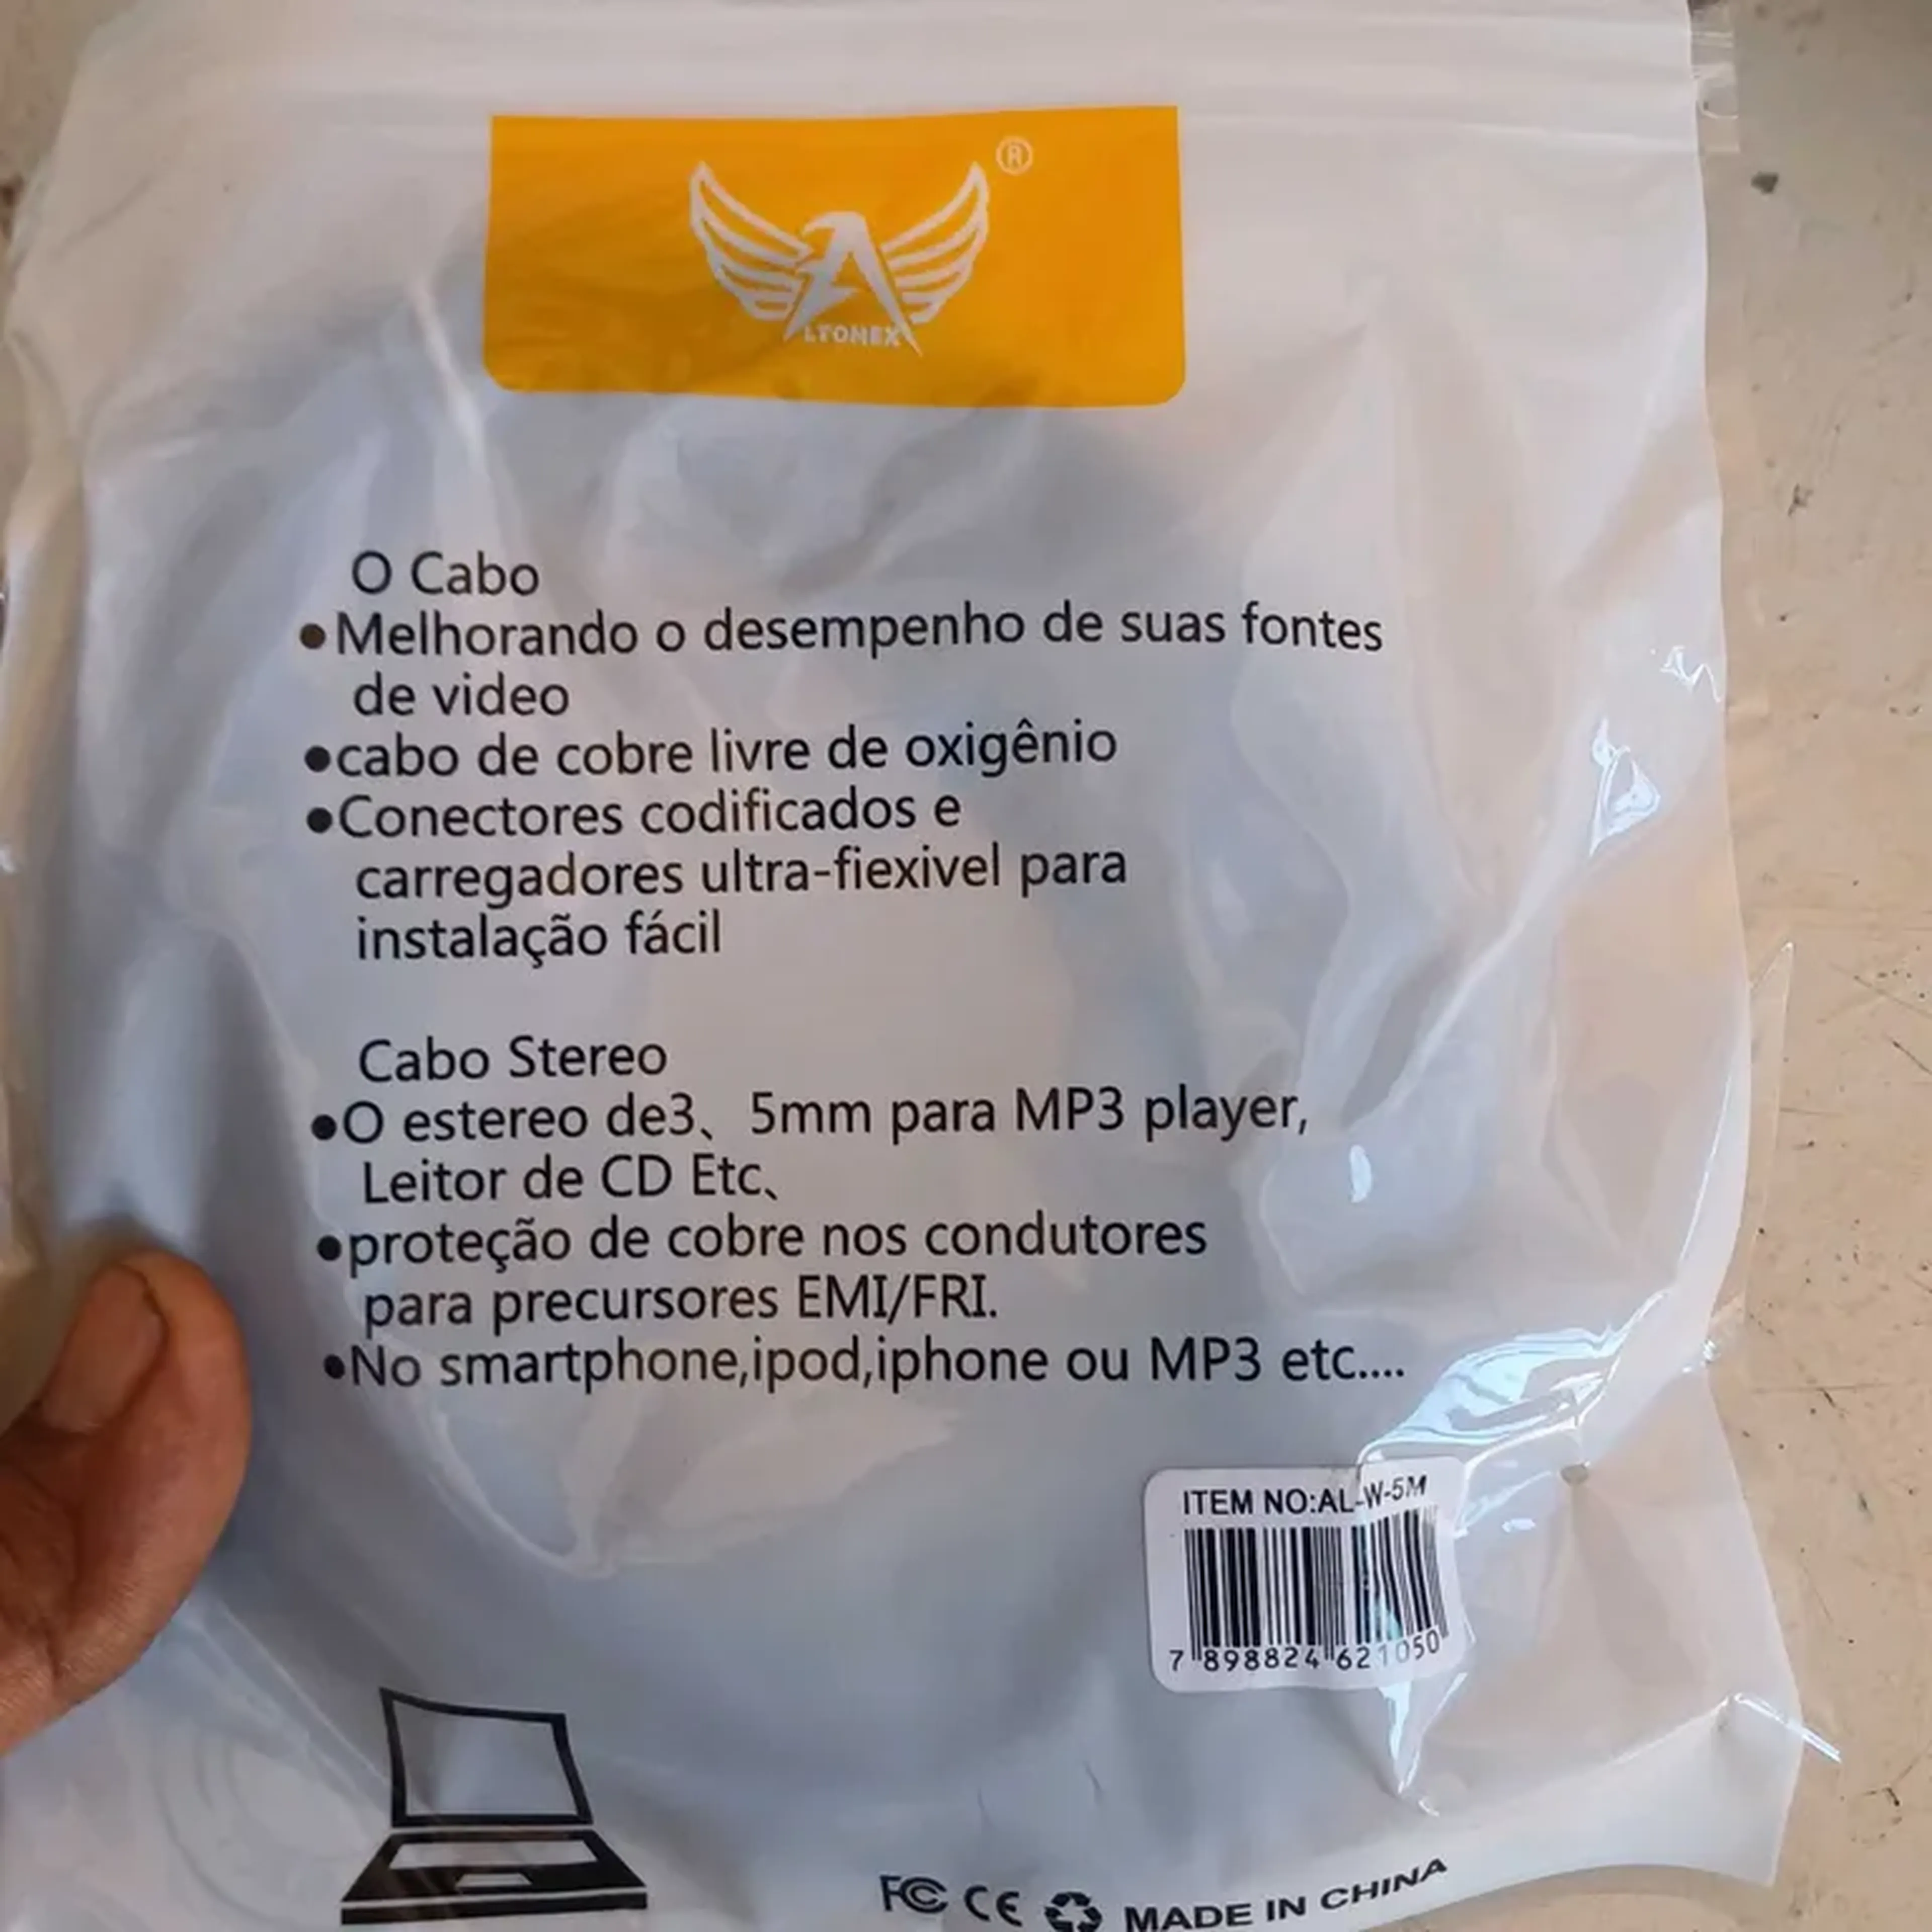 ®
ALTOMEX
O Cabo
●Melhorando o desempenho de suas fontes
de video
●cabo de cobre livre de oxigênio
●Conectores codificados e
carregadores ultra-fiexivel para
instalação fácil
Cabo Stereo
●O estereo de3、5mm para MP3 player,
Leitor de CD Etc、
●proteção de cobre nos condutores
para precursores EMI/FRI.
●No smartphone,ipod,iphone ou MP3 etc....
ITEM NO:AL-W-5M
7 898824 621050
FC CE MADE IN CHINA